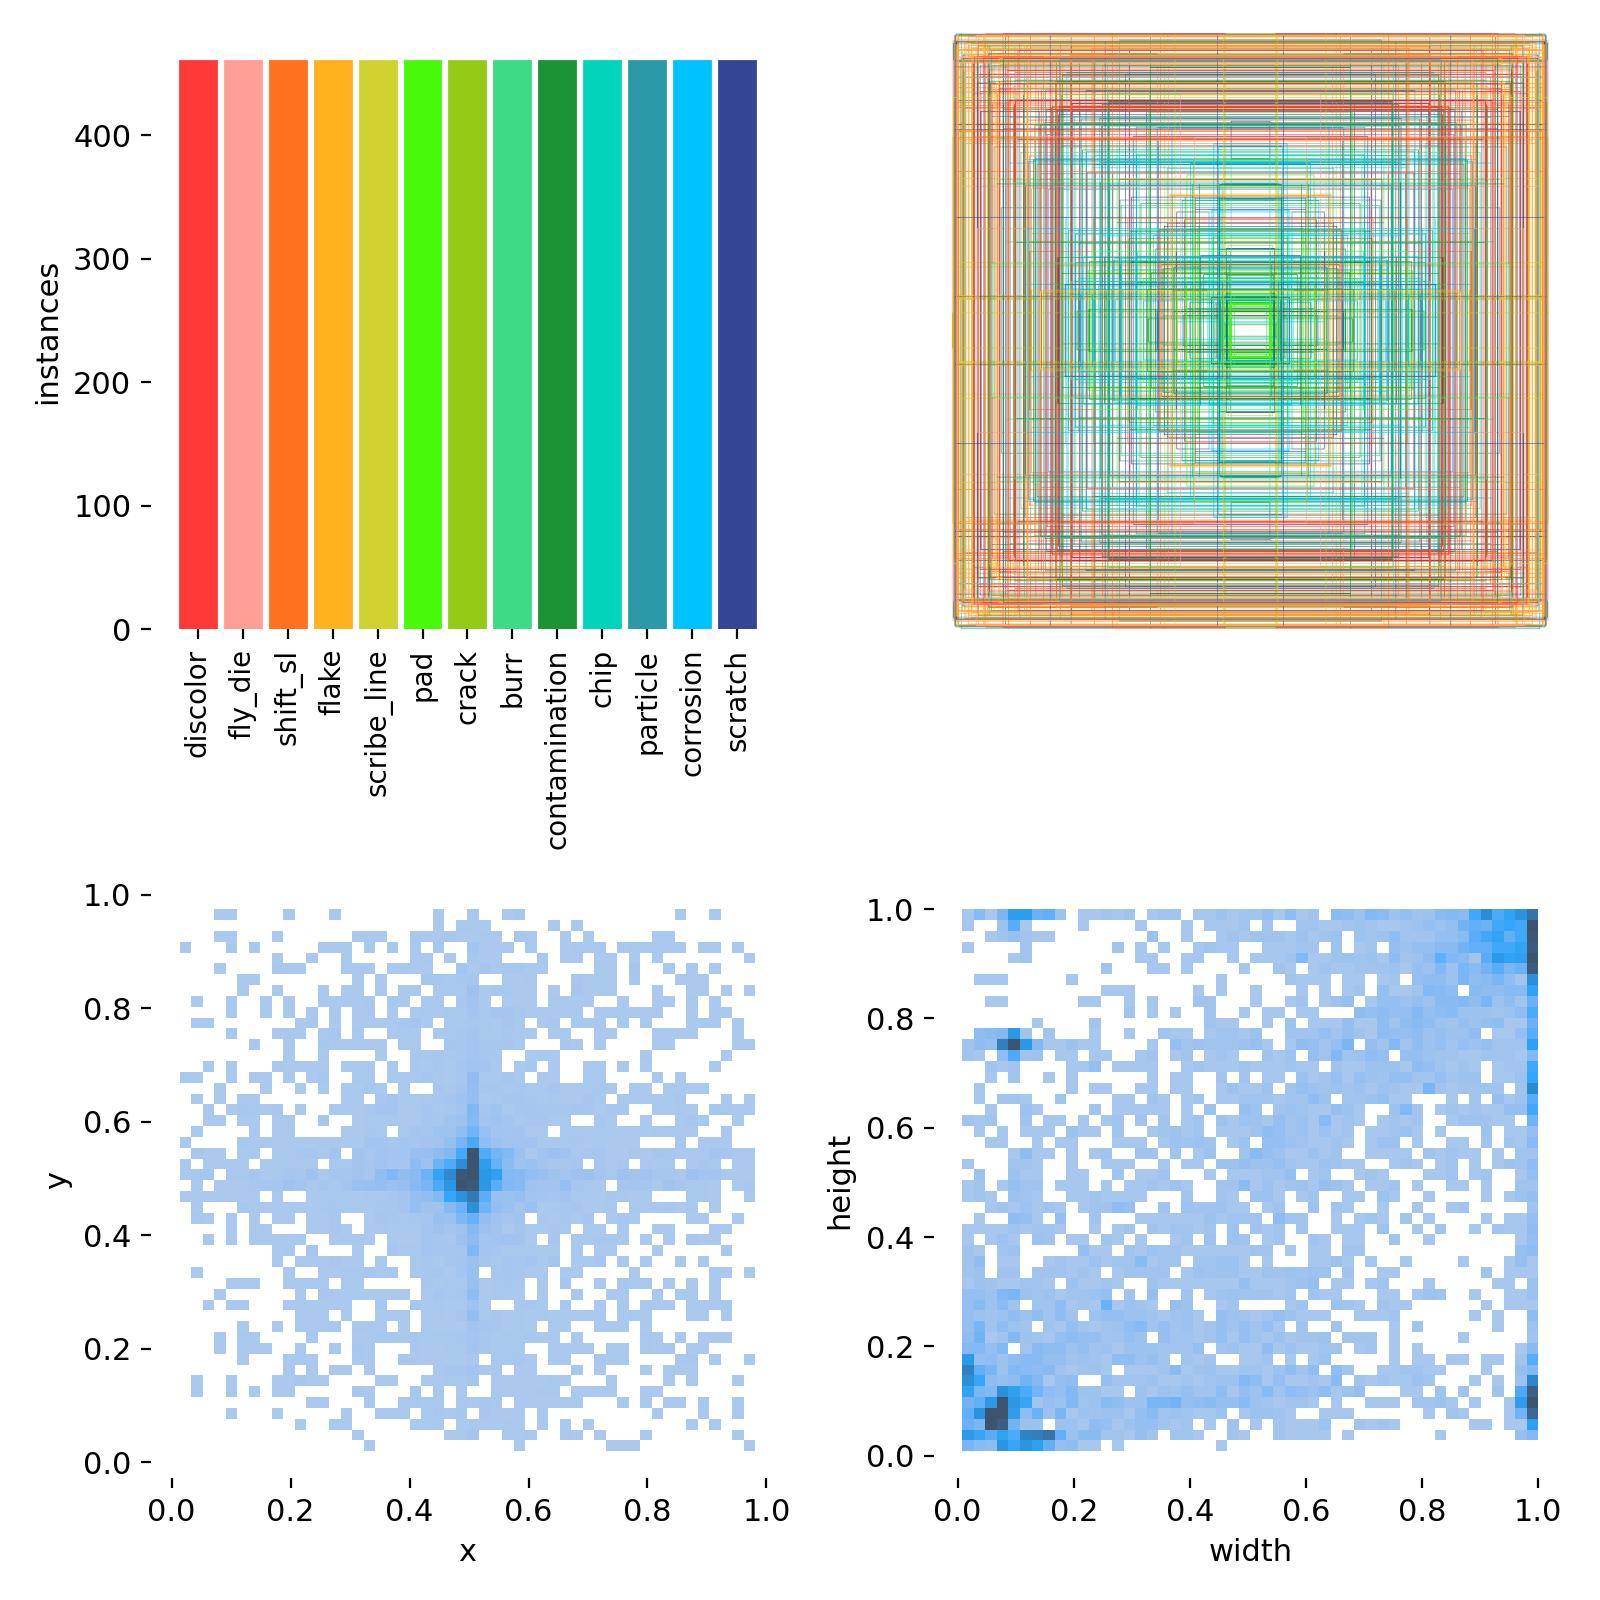 instances
400
300
200
100
0
discolor
fly_die
shift_sl
flake
scribe_line
pad
crack
burr
contamination
chip
particle
corrosion
scratch
y
1.0
0.8
0.6
0.4
0.2
0.0
0.0 0.2 0.4 0.6 0.8 1.0
x
height
1.0
0.8
0.6
0.4
0.2
0.0
0.0 0.2 0.4 0.6 0.8 1.0
width